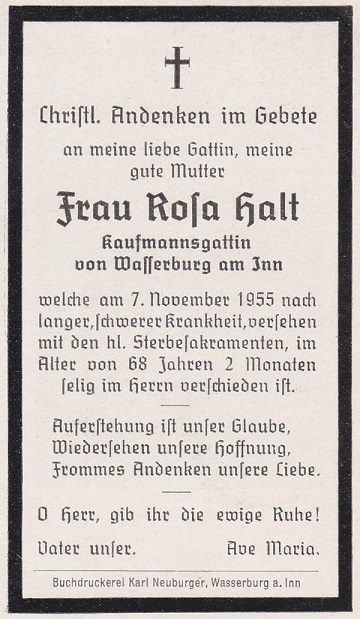 Christl. Andenken im Gebete
an meine liebe Gattin, meine
gute Mutter
Frau Rosa Halt
Kaufmannsgattin
von Wasserburg am Inn
welche am 7. November 1955 nach
langer, schwerer Krankheit, versehen
mit den hl. Sterbesakramenten, im
Alter von 68 Jahren 2 Monaten
selig im Herrn verschieden ist.
Auferstehung ist unser Glaube,
Wiedersehen unsere Hoffnung,
Frommes Andenken unsere Liebe.
O Herr, gib ihr die ewige Ruhe!
Vater unser. Ave Maria.
Buchdruckerei Karl Neuburger, Wasserburg a. Inn